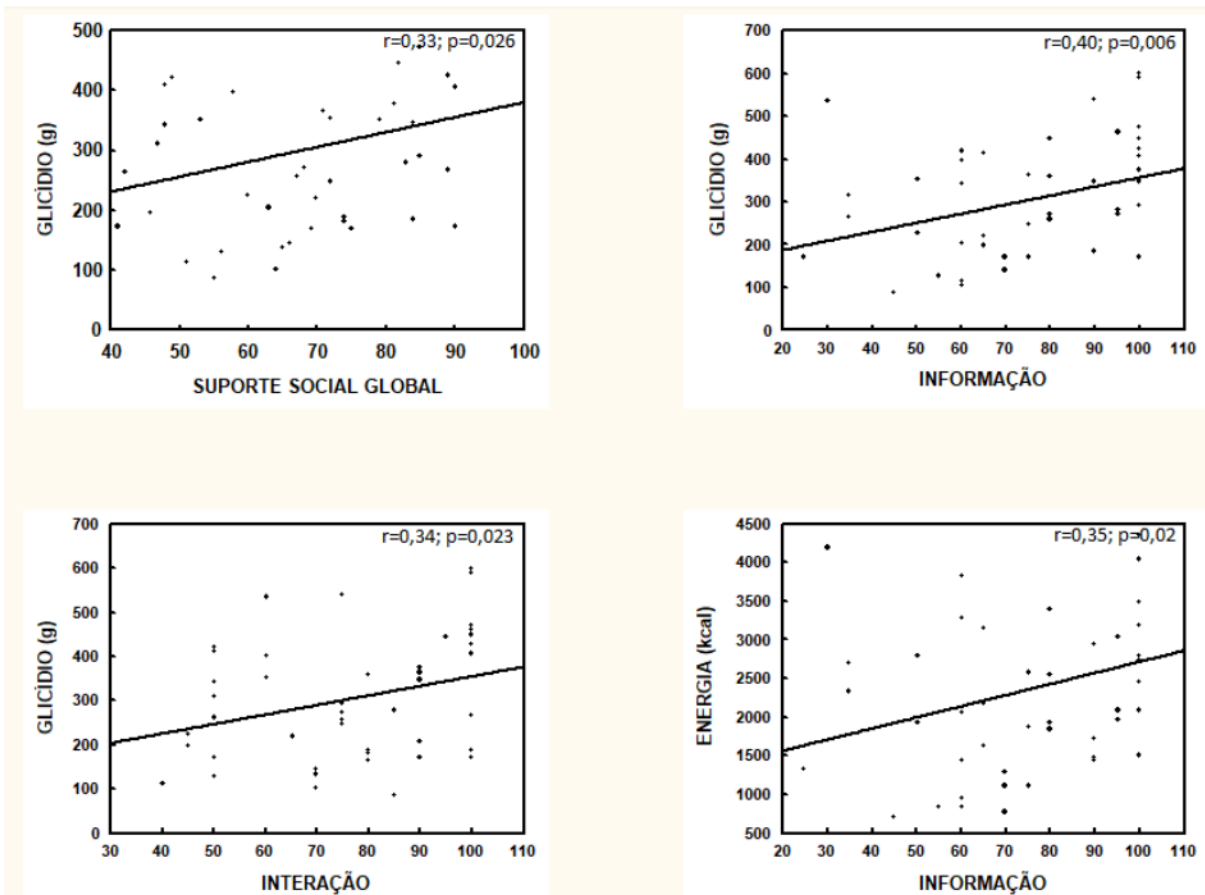 r=0,33; p=0,026
GLICÍDIO (g)
500
400
300
200
100
0
40 50 60 70 80 90 100
SUPORTE SOCIAL GLOBAL
r=0,40; p=0,006
GLICÍDIO (g)
700
600
500
400
300
200
100
0
20 30 40 50 60 70 80 90 100 110
INFORMAÇÃO
r=0,34; p=0,023
GLICÍDIO (g)
700
600
500
400
300
200
100
0
30 40 50 60 70 80 90 100 110
INTERAÇÃO
r=0,35; p=0,02
ENERGIA (kcal)
4500
4000
3500
3000
2500
2000
1500
1000
500
20 30 40 50 60 70 80 90 100 110
INFORMAÇÃO